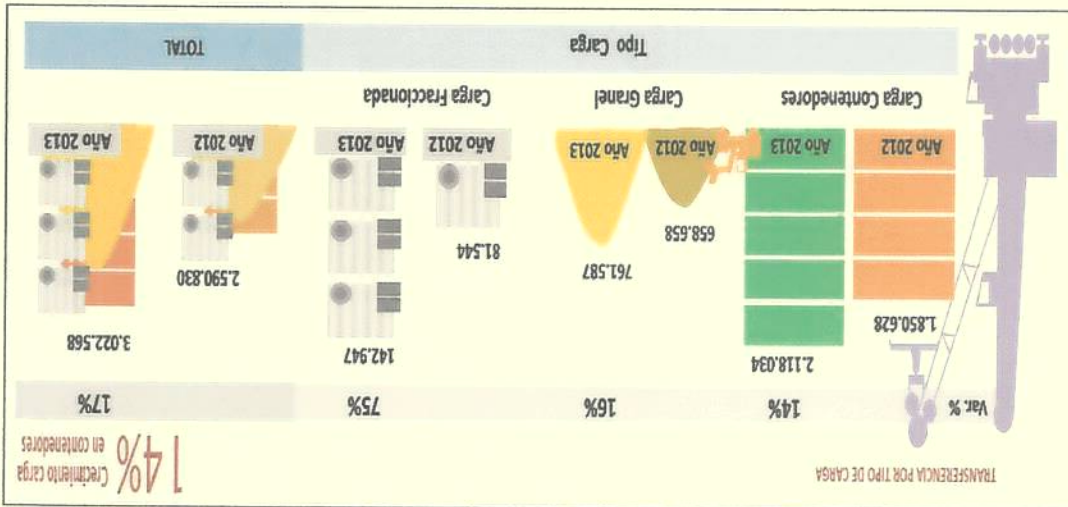 TRANSFERENCIA POR TIPO DE CARGA
14% Crecimiento carga
en contenedores
Var. % 14% 16% 75% 17%
1.850.628 2.118.034 658.658 761.587 81.544 142.947 2.590.830 3.022.568
Año 2012 Año 2013 Año 2012 Año 2013 Año 2012 Año 2013 Año 2012 Año 2013
Carga Contenedores Carga Granel Carga Fraccionada
Tipo Carga TOTAL